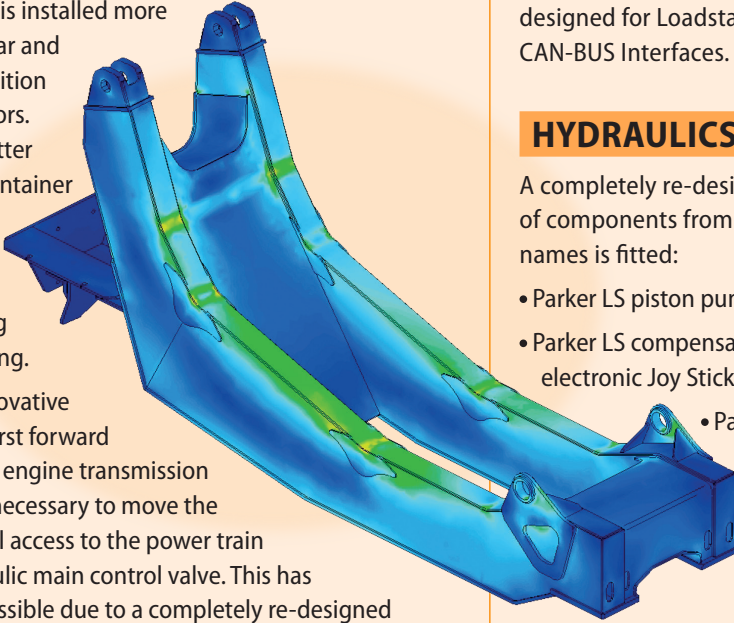 is installed more
ar and
ition
ors.
tter
ntainer
g
ng.
ovative
rst forward
engine transmission
necessary to move the
l access to the power train
ulic main control valve. This has
ssible due to a completely re-designed
designed for Loadsta
CAN-BUS Interfaces.
HYDRAULICS
A completely re-desi
of components from
names is fitted:
• Parker LS piston pur
• Parker LS compensa
electronic Joy Stick
• Pa